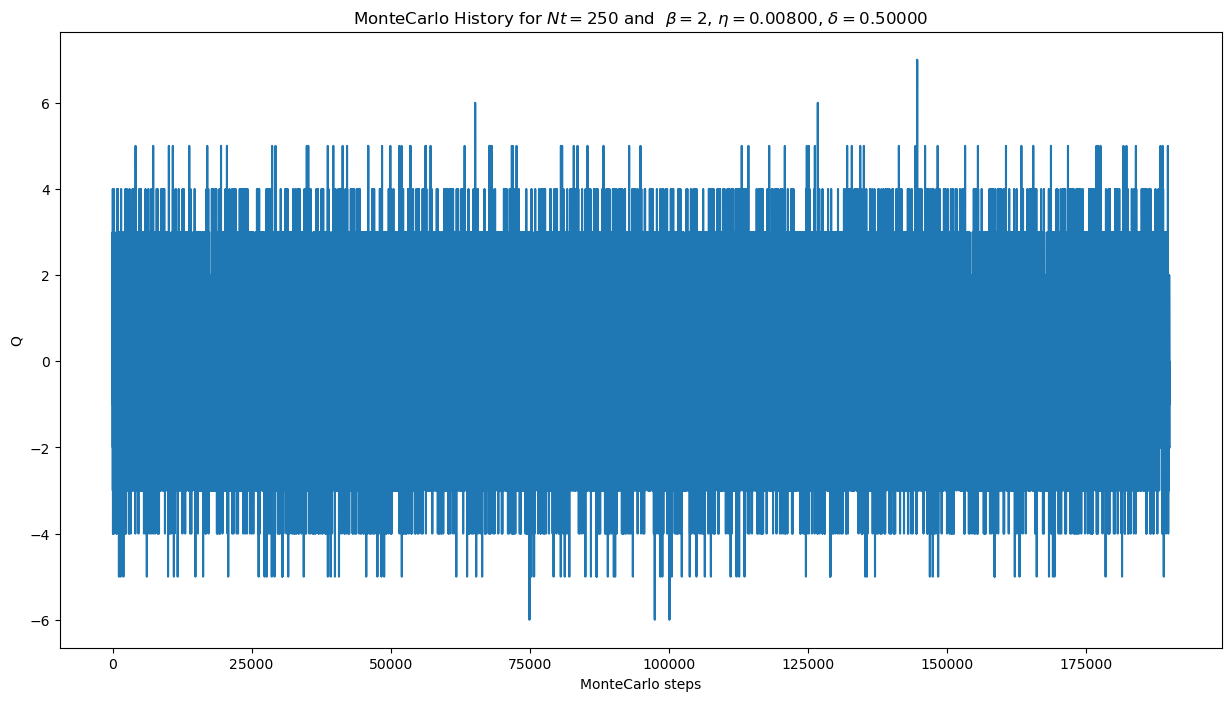 MonteCarlo History for Nt = 250 and β = 2, η = 0.00800, δ = 0.50000
6
4
2
0
−2
−4
−6
Q
0 25000 50000 75000 100000 125000 150000 175000
MonteCarlo steps